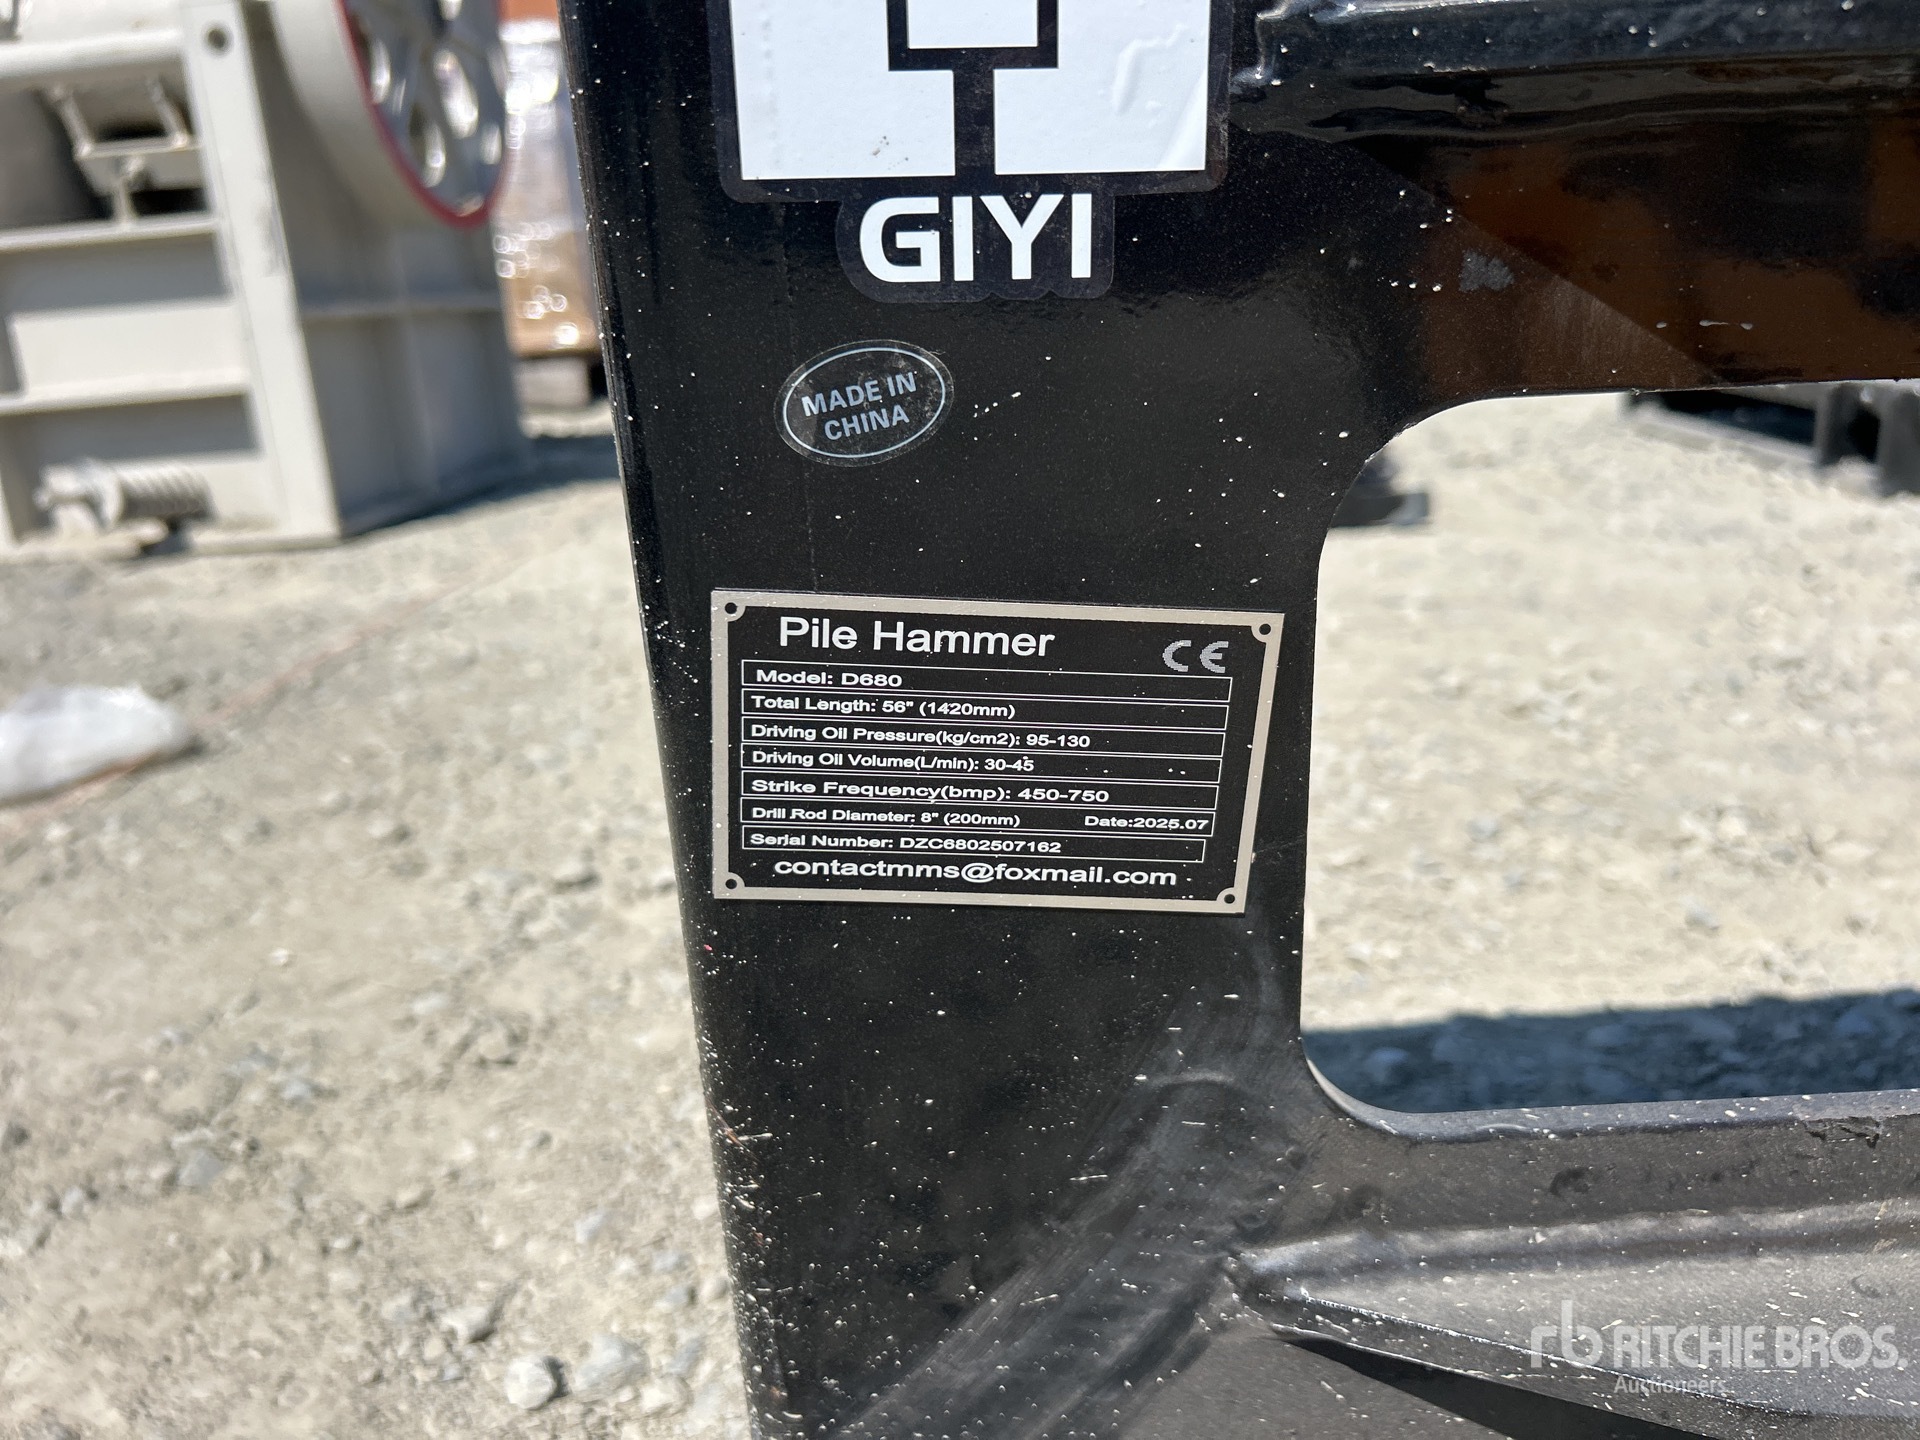 GIYI
MADE IN
CHINA
Pile Hammer
CE
Model: D680
Total Length: 56" (1420mm)
Driving Oil Pressure(kg/cm2): 95-130
Driving Oil Volume(L/min): 30-45
Strike Frequency(bmp): 450-750
Drill Rod Diameter: 8" (200mm) Date:2025.07
Serial Number: DZC6802507162
contactmms@foxmail.com
rb RITCHIE BROS.
Auctioneers